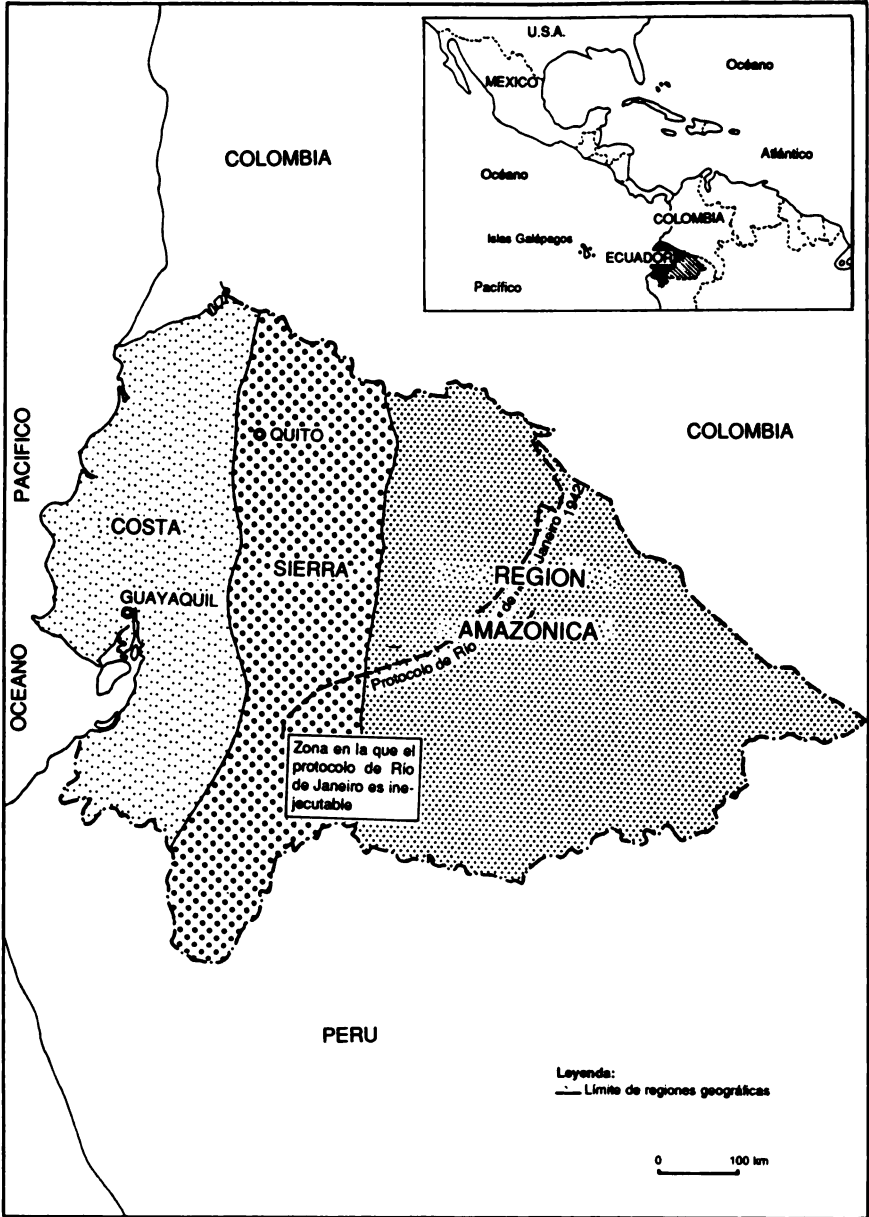 U.S.A.
Océano
MEXICO
Atlántico
Océano
COLOMBIA
Islas Galápagos
ECUADOR
Pacífico
COLOMBIA
PACIFICO
OCEANO
QUITO
COLOMBIA
COSTA
SIERRA
GUAYAQUIL
REGION
AMAZONICA
Protocolo de Río de Janeiro 1942
Zona en la que el
protocolo de Río
de Janeiro es ine-
jecutable
PERU
Leyenda:
Límite de regiones geográficas
0 100 km